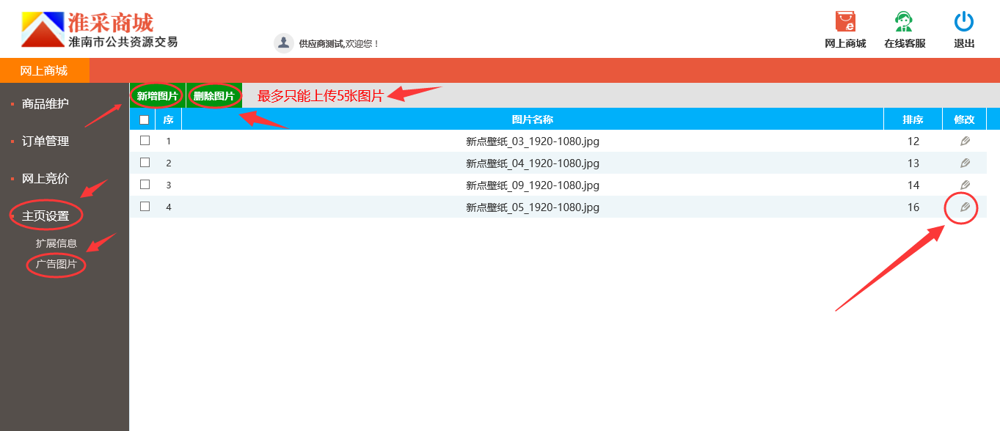 淮采商城
淮南市公共资源交易
供应商测试,欢迎您！
网上商城 在线客服 退出
网上商城
商品维护
订单管理
网上竞价
主页设置
扩展信息
广告图片
新增图片 删除图片 最多只能上传5张图片
序 图片名称 排序 修改
1 新点壁纸_03_1920-1080.jpg 12
2 新点壁纸_04_1920-1080.jpg 13
3 新点壁纸_09_1920-1080.jpg 14
4 新点壁纸_05_1920-1080.jpg 16